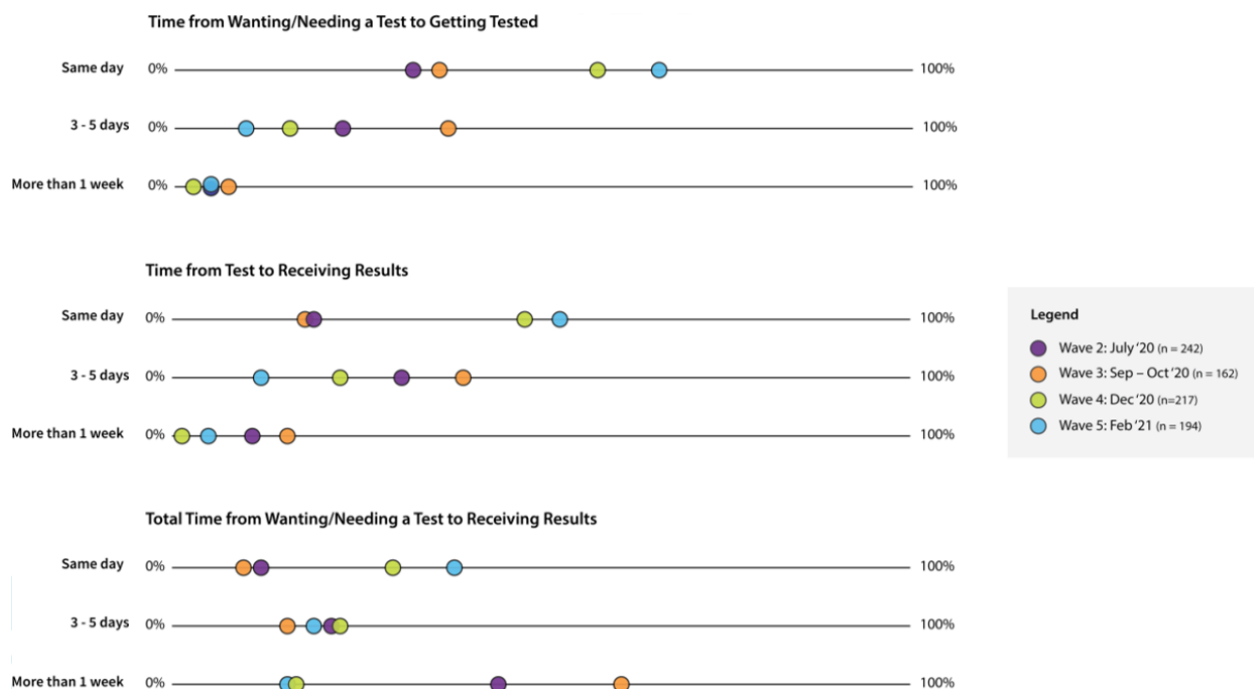 Time from Wanting/Needing a Test to Getting Tested
Same day 0% 100%
3 - 5 days 0% 100%
More than 1 week 0% 100%
Time from Test to Receiving Results
Same day 0% 100%
3 - 5 days 0% 100%
More than 1 week 0% 100%
Legend
Wave 2: July '20 (n = 242)
Wave 3: Sep – Oct '20 (n = 162)
Wave 4: Dec '20 (n=217)
Wave 5: Feb '21 (n = 194)
Total Time from Wanting/Needing a Test to Receiving Results
Same day 0% 100%
3 - 5 days 0% 100%
More than 1 week 0% 100%